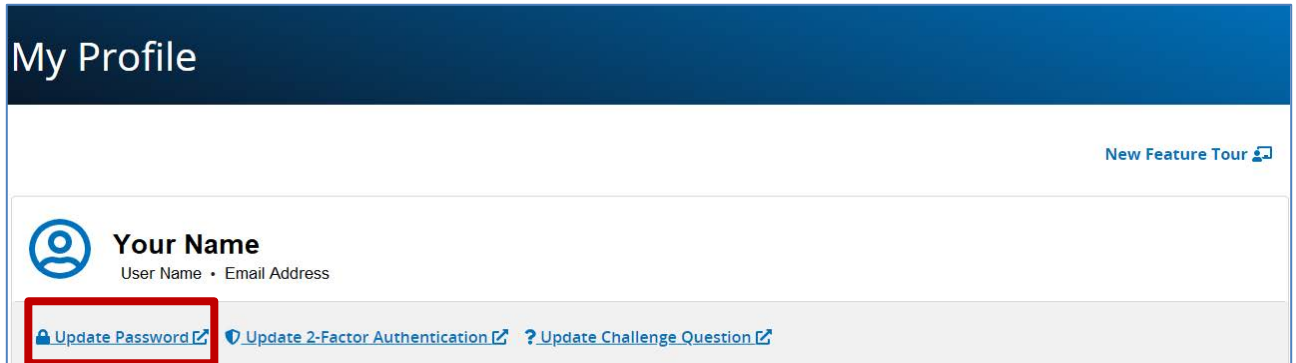 My Profile
New Feature Tour
Your Name
User Name • Email Address
Update Password Update 2-Factor Authentication Update Challenge Question